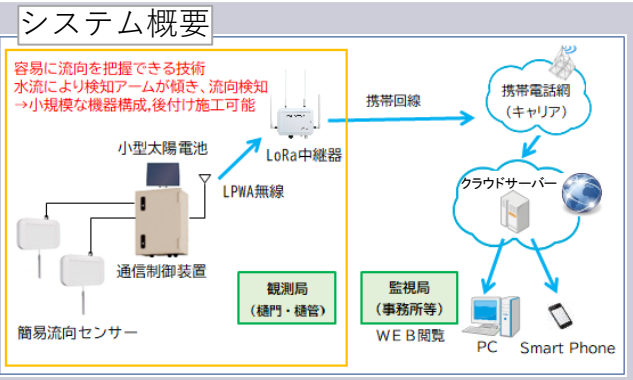 システム概要
容易に流向を把握できる技術
水流により検知アームが傾き、流向検知
→小規模な機器構成,後付け施工可能
小型太陽電池
LoRa中継器
LPWA無線
通信制御装置
簡易流向センサー
観測局
(樋門・樋管)
携帯回線
携帯電話網
(キャリア)
クラウドサーバー
監視局
(事務所等)
WEB閲覧
PC
Smart Phone